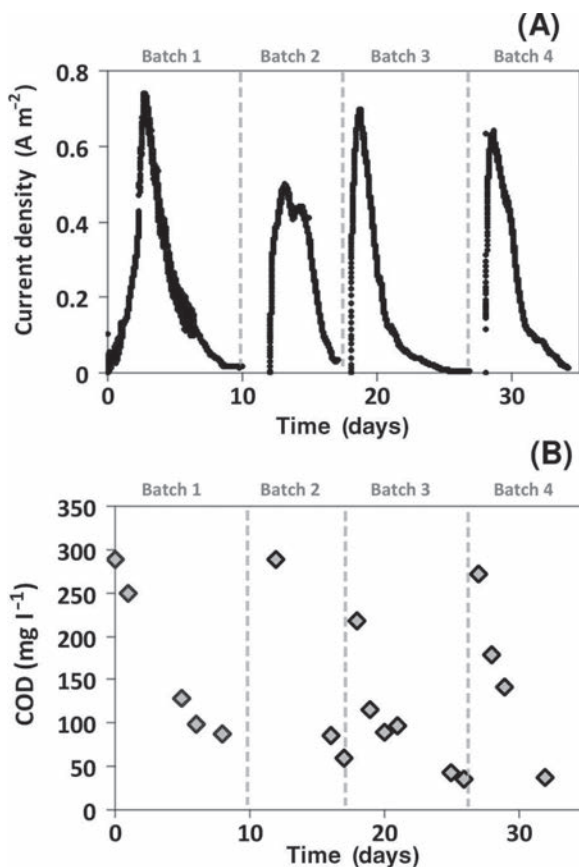 (A)
Batch 1 Batch 2 Batch 3 Batch 4
Current density (A m⁻²)
0.8
0.6
0.4
0.2
0
0 10 20 30
Time (days)
(B)
Batch 1 Batch 2 Batch 3 Batch 4
COD (mg l⁻¹)
350
300
250
200
150
100
50
0
0 10 20 30
Time (days)